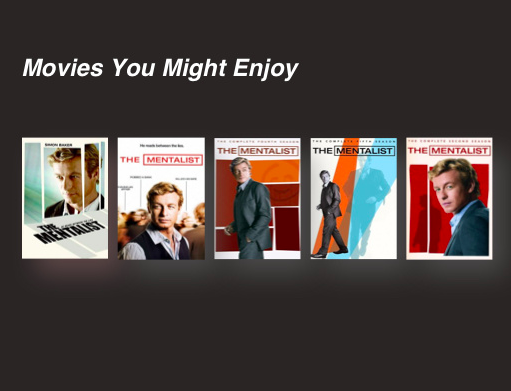 Movies You Might Enjoy
SIMON BAKER
THE
MENTALIST
THE MENTALIST
THE COMPLETE FOURTH SEASON
THE MENTALIST
THE COMPLETE FIFTH SEASON
THE MENTALIST
THE COMPLETE SECOND SEASON
THE MENTALIST